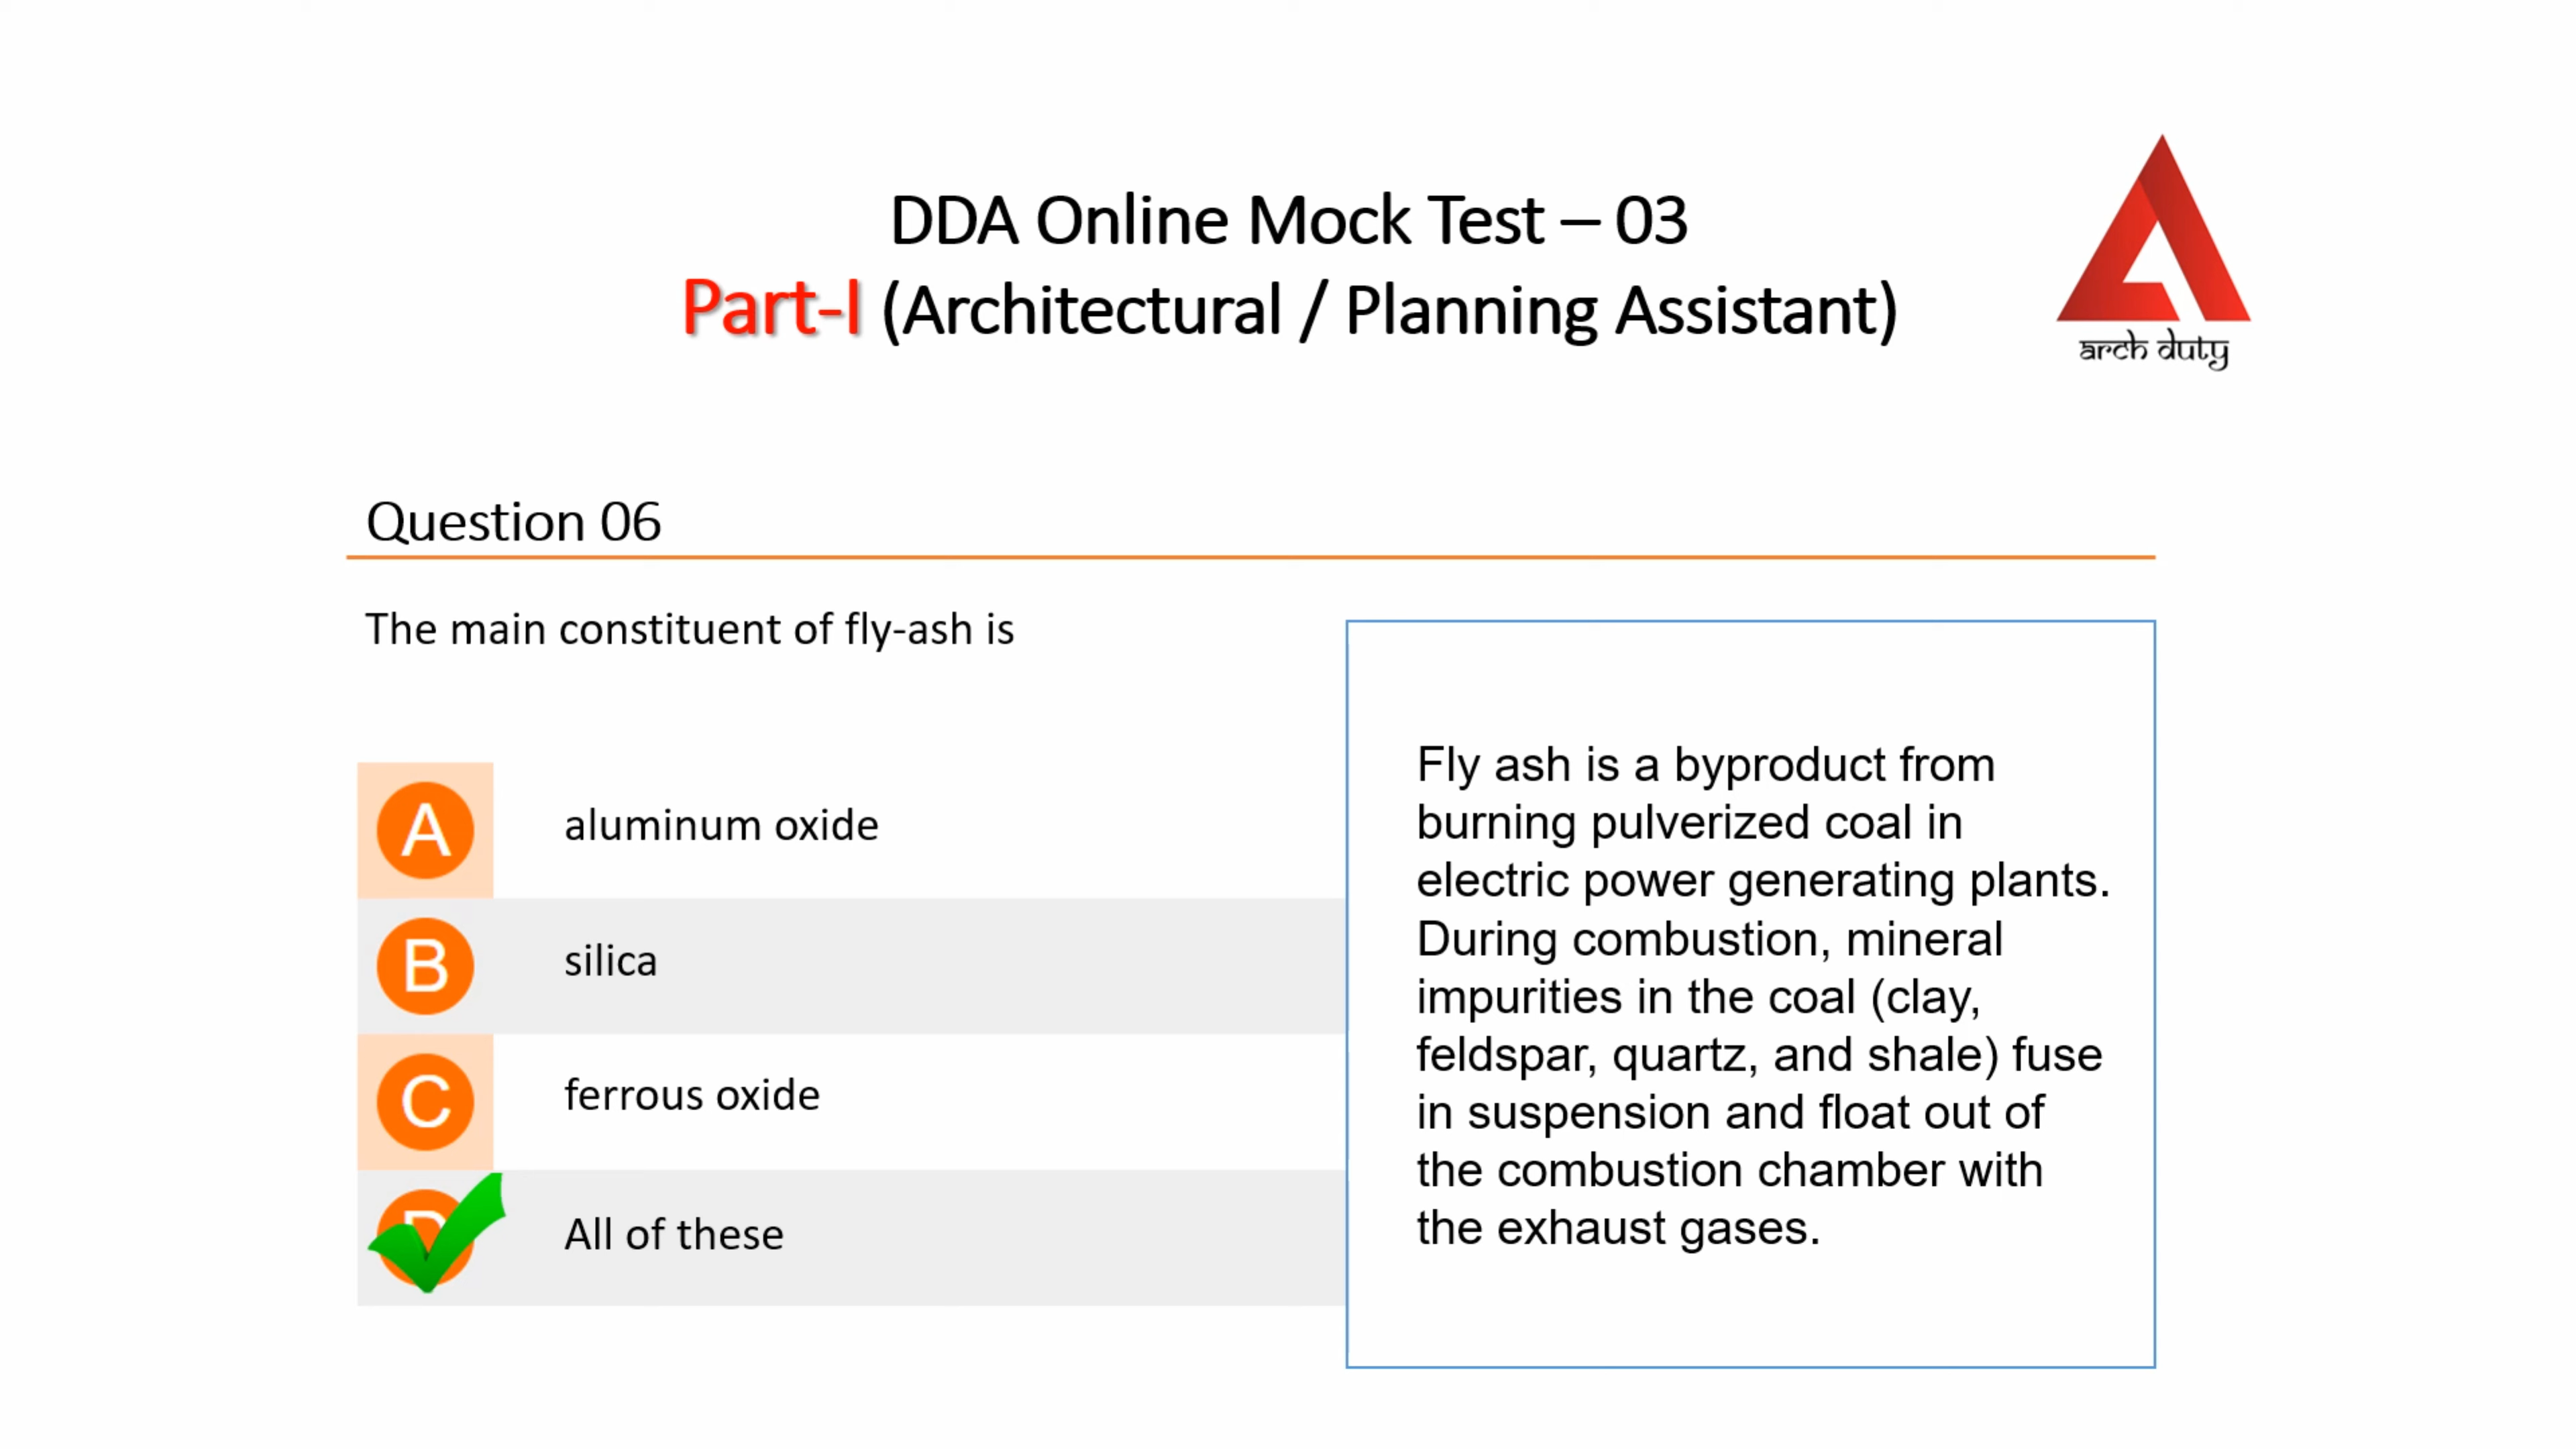 DDA Online Mock Test – 03
Part-I (Architectural / Planning Assistant)
arch duty
Question 06
The main constituent of fly-ash is
A aluminum oxide
B silica
C ferrous oxide
D All of these
Fly ash is a byproduct from
burning pulverized coal in
electric power generating plants.
During combustion, mineral
impurities in the coal (clay,
feldspar, quartz, and shale) fuse
in suspension and float out of
the combustion chamber with
the exhaust gases.